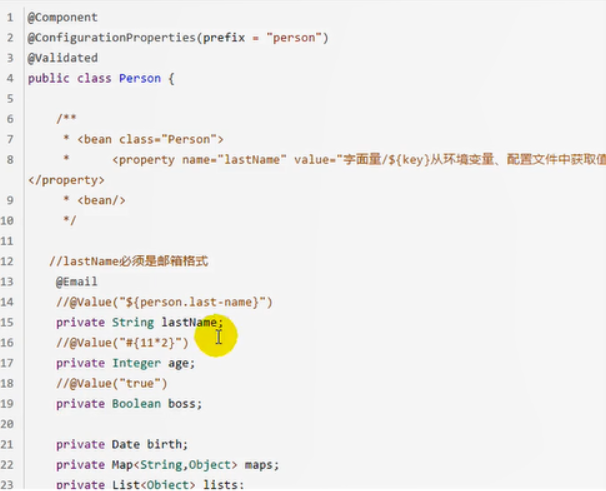 1 @Component
2 @ConfigurationProperties(prefix = "person")
3 @Validated
4 public class Person {
5
6 /**
7 * <bean class="Person">
8 * <property name="lastName" value="字面量/${key}从环境变量、配置文件中获取值
</property>
9 * <bean/>
10 */
11
12 //lastName必须是邮箱格式
13 @Email
14 //@Value("${person.last-name}")
15 private String lastName;
16 //@Value("#{11*2}")
17 private Integer age;
18 //@Value("true")
19 private Boolean boss;
20
21 private Date birth;
22 private Map<String,Object> maps;
23 private List<Object> lists;